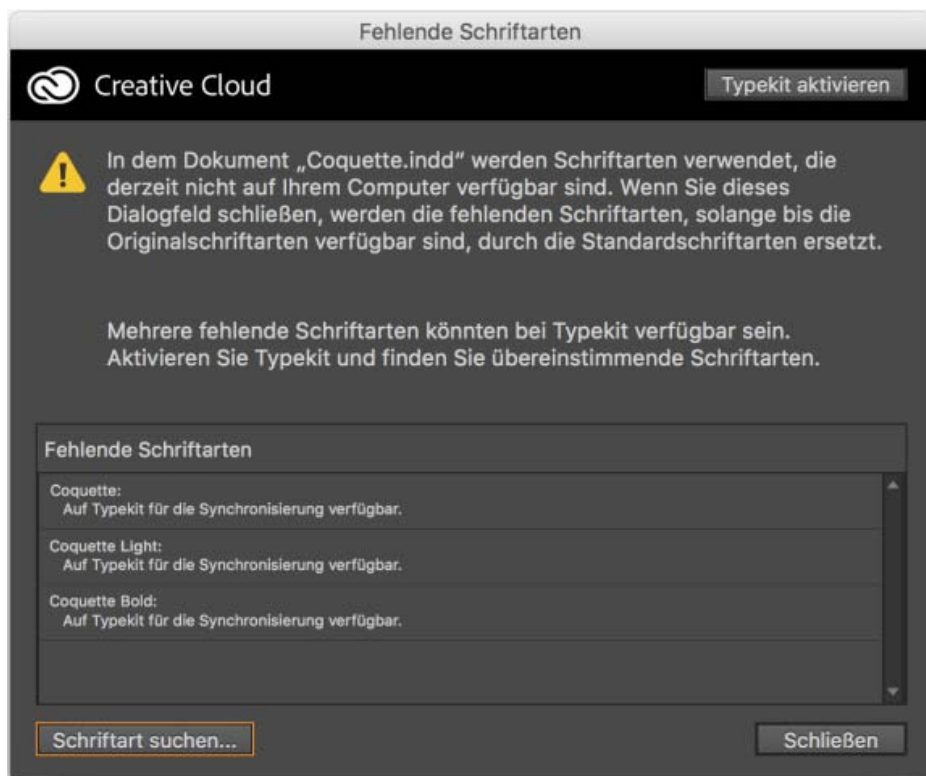 Fehlende Schriftarten
Creative Cloud
Typekit aktivieren
In dem Dokument „Coquette.indd“ werden Schriftarten verwendet, die
derzeit nicht auf Ihrem Computer verfügbar sind. Wenn Sie dieses
Dialogfeld schließen, werden die fehlenden Schriftarten, solange bis die
Originalschriftarten verfügbar sind, durch die Standardschriftarten ersetzt.
Mehrere fehlende Schriftarten könnten bei Typekit verfügbar sein.
Aktivieren Sie Typekit und finden Sie übereinstimmende Schriftarten.
Fehlende Schriftarten
Coquette:
Auf Typekit für die Synchronisierung verfügbar.
Coquette Light:
Auf Typekit für die Synchronisierung verfügbar.
Coquette Bold:
Auf Typekit für die Synchronisierung verfügbar.
Schriftart suchen...
Schließen